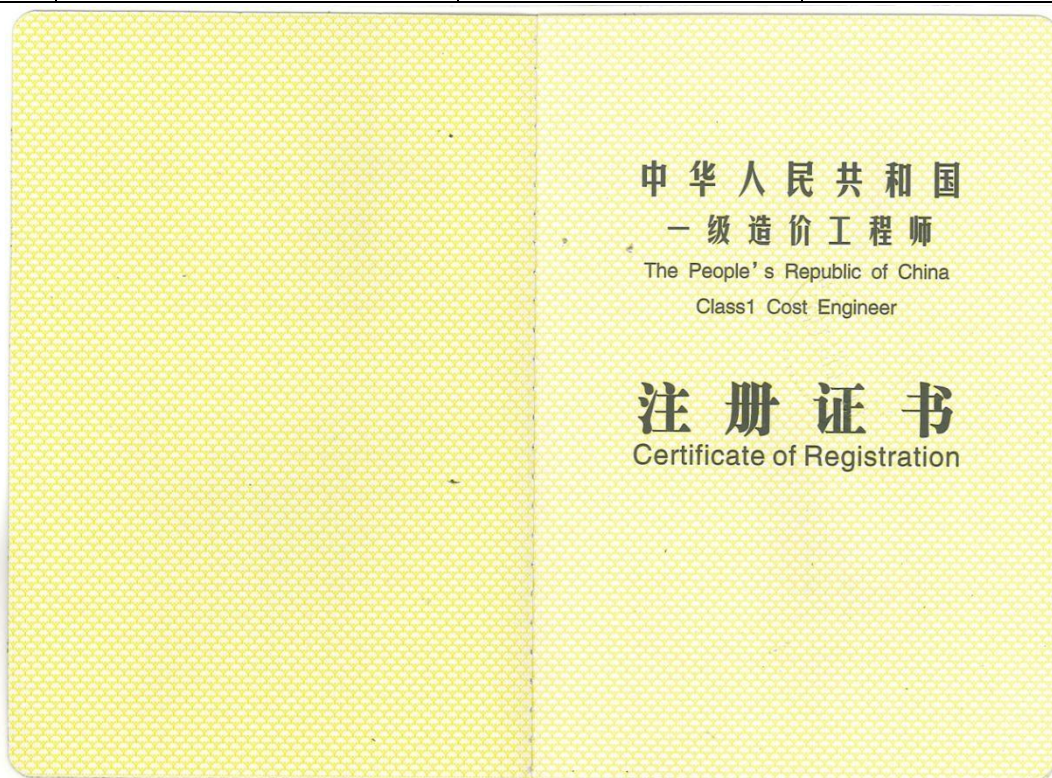 中华人民共和国
一级造价工程师
The People's Republic of China
Class1 Cost Engineer
注册证书
Certificate of Registration